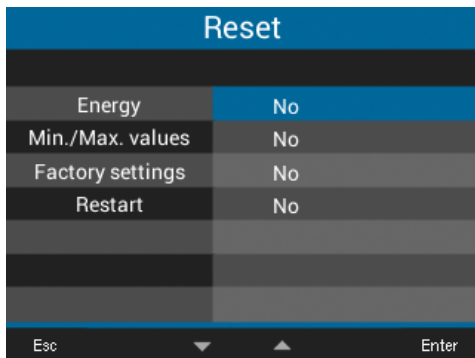 Reset
Energy No
Min./Max. values No
Factory settings No
Restart No
Esc Enter